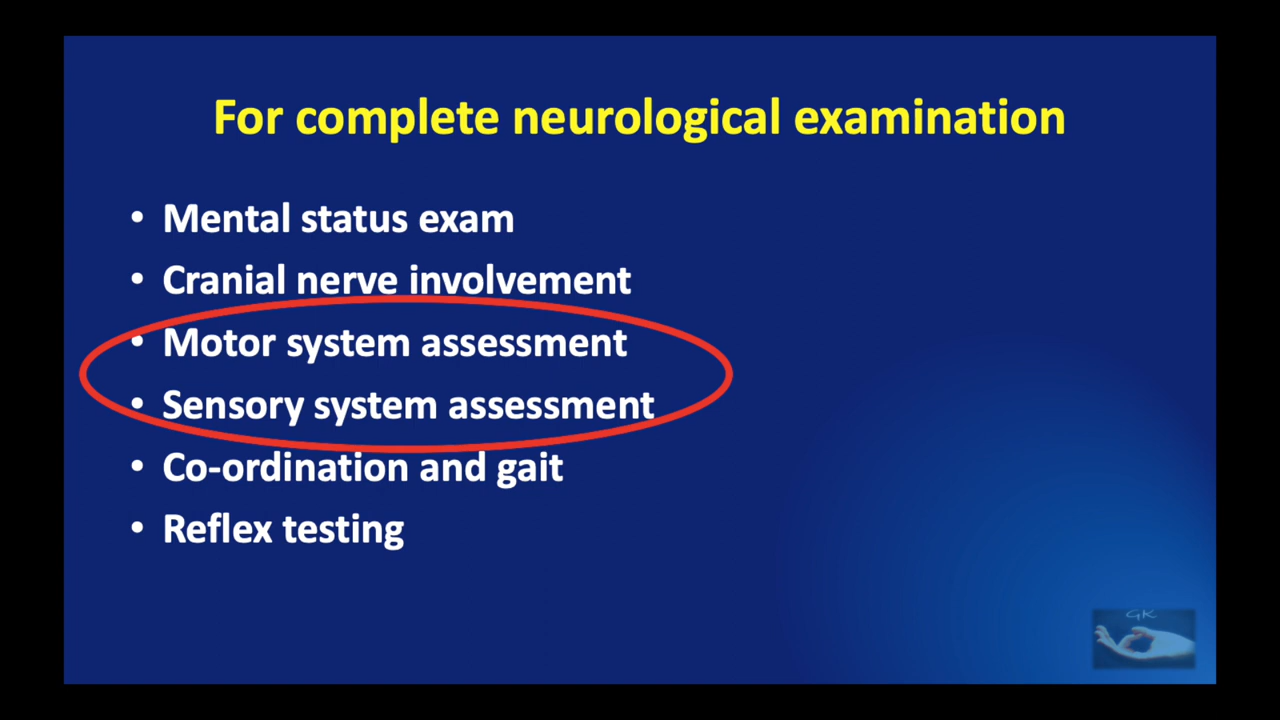 For complete neurological examination
• Mental status exam
• Cranial nerve involvement
• Motor system assessment
• Sensory system assessment
• Co-ordination and gait
• Reflex testing
GK